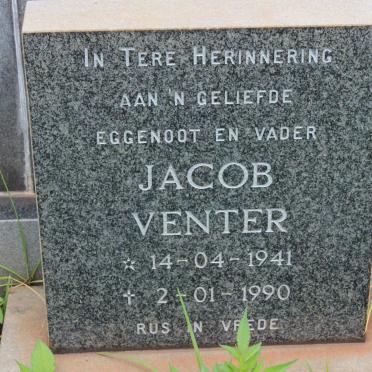 In Tere Herinnering
aan 'n geliefde
eggenoot en vader
JACOB
VENTER
☆ 14-04-1941
✝ 2-01-1990
RUS IN VREDE